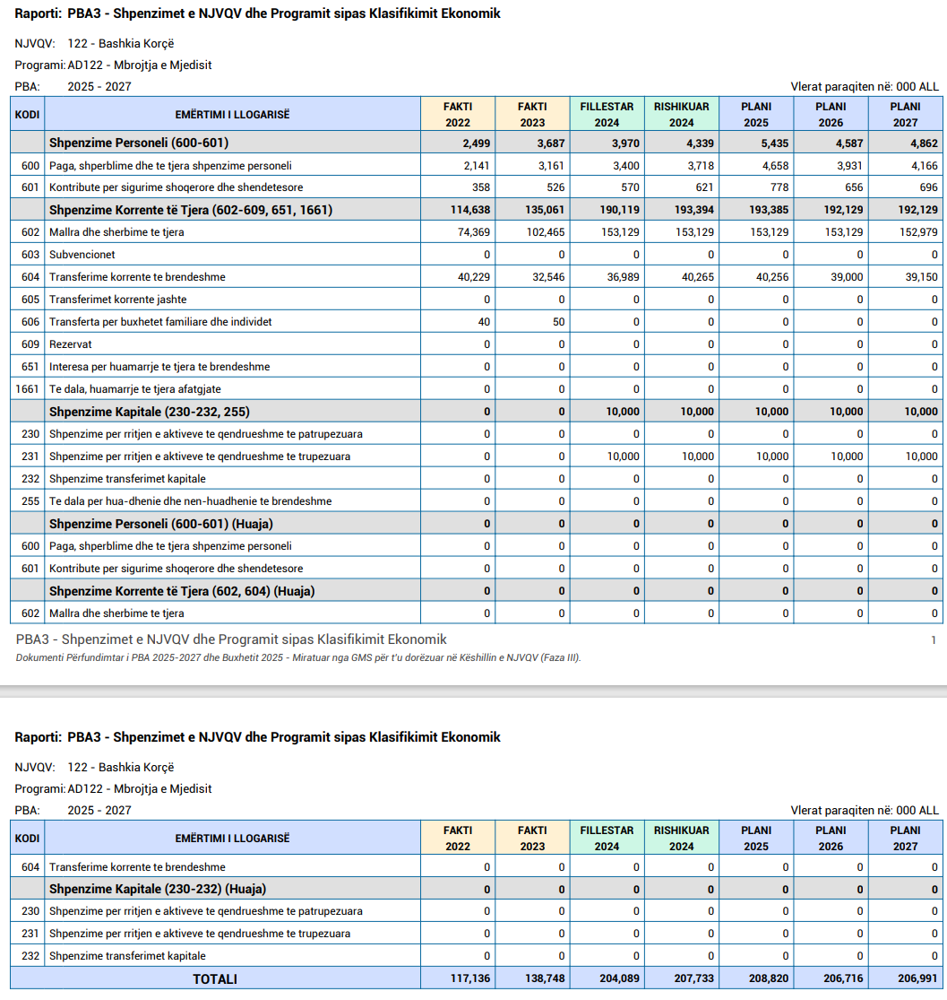 Raporti: PBA3 - Shpenzimet e NJVQV dhe Programit sipas Klasifikimit Ekonomik
NJVQV: 122 - Bashkia Korçë
Programi: AD122 - Mbrojtja e Mjedisit
PBA: 2025 - 2027 Vlerat paraqiten në: 000 ALL
KODI EMËRTIMI I LLOGARISË FAKTI 2022 FAKTI 2023 FILLESTAR 2024 RISHIKUAR 2024 PLANI 2025 PLANI 2026 PLANI 2027
Shpenzime Personeli (600-601) 2,499 3,687 3,970 4,339 5,435 4,587 4,862
600 Paga, shperblime dhe te tjera shpenzime personeli 2,141 3,161 3,400 3,718 4,658 3,931 4,166
601 Kontribute per sigurime shoqerore dhe shendetesore 358 526 570 621 778 656 696
Shpenzime Korrente të Tjera (602-609, 651, 1661) 114,638 135,061 190,119 193,394 193,385 192,129 192,129
602 Mallra dhe sherbime te tjera 74,369 102,465 153,129 153,129 153,129 153,129 152,979
603 Subvencionet 0 0 0 0 0 0 0
604 Transferime korrente te brendeshme 40,229 32,546 36,989 40,265 40,256 39,000 39,150
605 Transferimet korrente jashte 0 0 0 0 0 0 0
606 Transferta per buxhetet familiare dhe individet 40 50 0 0 0 0 0
609 Rezervat 0 0 0 0 0 0 0
651 Interesa per huamarrje te tjera te brendeshme 0 0 0 0 0 0 0
1661 Te dala, huamarrje te tjera afatgjate 0 0 0 0 0 0 0
Shpenzime Kapitale (230-232, 255) 0 0 10,000 10,000 10,000 10,000 10,000
230 Shpenzime per rritjen e aktiveve te qendrueshme te patrupezuara 0 0 0 0 0 0 0
231 Shpenzime per rritjen e aktiveve te qendrueshme te trupezuara 0 0 10,000 10,000 10,000 10,000 10,000
232 Shpenzime transferimet kapitale 0 0 0 0 0 0 0
255 Te dala per hua-dhenie dhe nen-huadhenie te brendeshme 0 0 0 0 0 0 0
Shpenzime Personeli (600-601) (Huaja) 0 0 0 0 0 0 0
600 Paga, shperblime dhe te tjera shpenzime personeli 0 0 0 0 0 0 0
601 Kontribute per sigurime shoqerore dhe shendetesore 0 0 0 0 0 0 0
Shpenzime Korrente të Tjera (602, 604) (Huaja) 0 0 0 0 0 0 0
602 Mallra dhe sherbime te tjera 0 0 0 0 0 0 0
PBA3 - Shpenzimet e NJVQV dhe Programit sipas Klasifikimit Ekonomik 1
Dokumenti Përfundimtar i PBA 2025-2027 dhe Buxhetit 2025 - Miratuar nga GMS për t'u dorëzuar në Këshillin e NJVQV (Faza III).
Raporti: PBA3 - Shpenzimet e NJVQV dhe Programit sipas Klasifikimit Ekonomik
NJVQV: 122 - Bashkia Korçë
Programi: AD122 - Mbrojtja e Mjedisit
PBA: 2025 - 2027 Vlerat paraqiten në: 000 ALL
KODI EMËRTIMI I LLOGARISË FAKTI 2022 FAKTI 2023 FILLESTAR 2024 RISHIKUAR 2024 PLANI 2025 PLANI 2026 PLANI 2027
604 Transferime korrente te brendeshme 0 0 0 0 0 0 0
Shpenzime Kapitale (230-232) (Huaja) 0 0 0 0 0 0 0
230 Shpenzime per rritjen e aktiveve te qendrueshme te patrupezuara 0 0 0 0 0 0 0
231 Shpenzime per rritjen e aktiveve te qendrueshme te trupezuara 0 0 0 0 0 0 0
232 Shpenzime transferimet kapitale 0 0 0 0 0 0 0
TOTALI 117,136 138,748 204,089 207,733 208,820 206,716 206,991